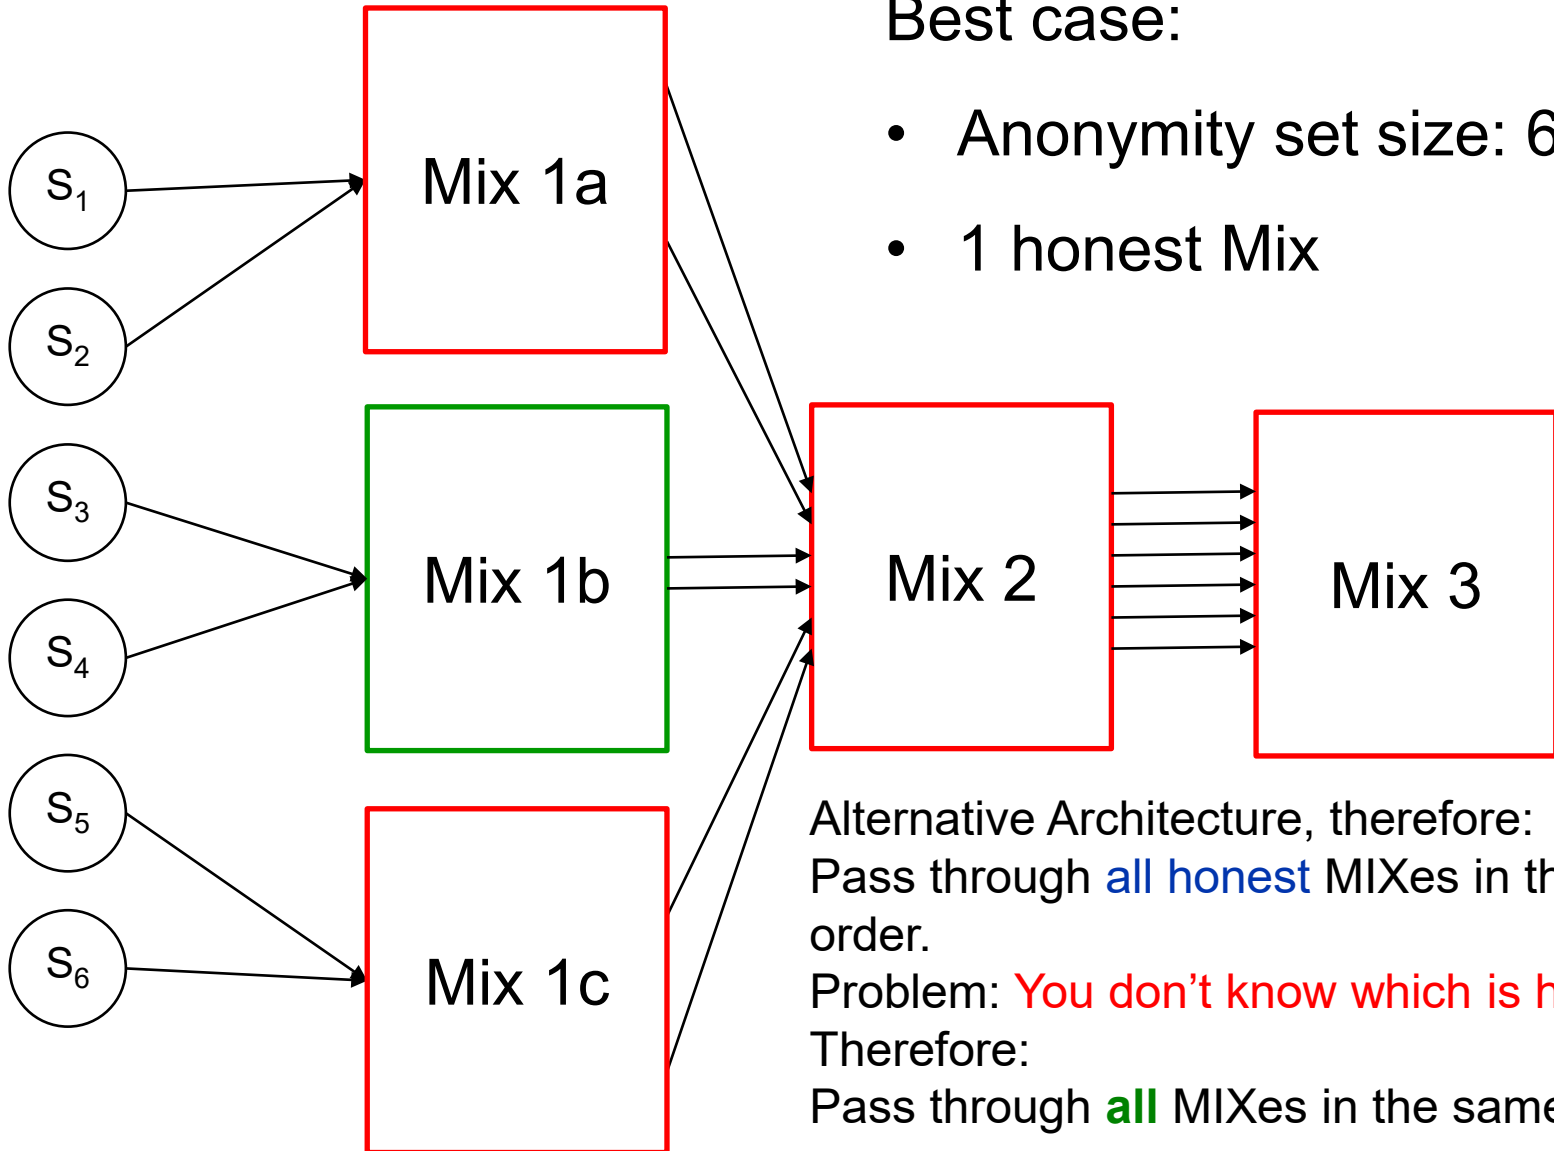 Best case:
• Anonymity set size: 6
• 1 honest Mix
S1
S2
S3
S4
S5
S6
Mix 1a
Mix 1b
Mix 1c
Mix 2
Mix 3
Alternative Architecture, therefore:
Pass through all honest MIXes in
order.
Problem: You don’t know which is
Therefore:
Pass through all MIXes in the same